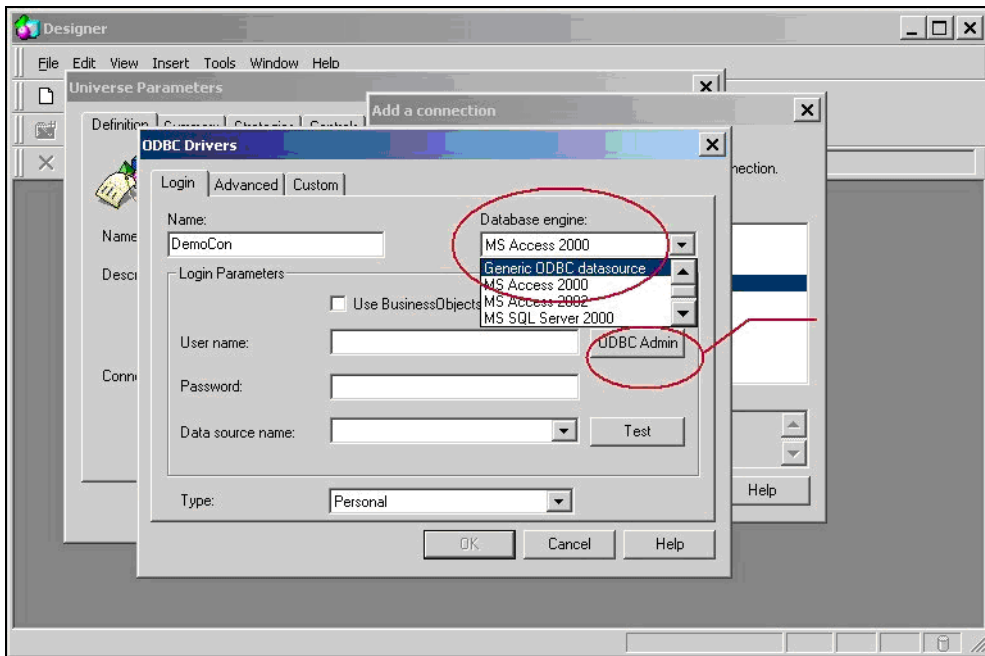 Designer
File Edit View Insert Tools Window Help
Universe Parameters
Add a connection
Definition
ODBC Drivers
Login Advanced Custom
Name:
Database engine:
DemoCon
MS Access 2000
Generic ODBC datasource
MS Access 2000
MS Access 2002
MS SQL Server 2000
Login Parameters
Use BusinessObjects
User name:
ODBC Admin
Password:
Data source name:
Test
Type:
Personal
OK Cancel Help
Name
Help